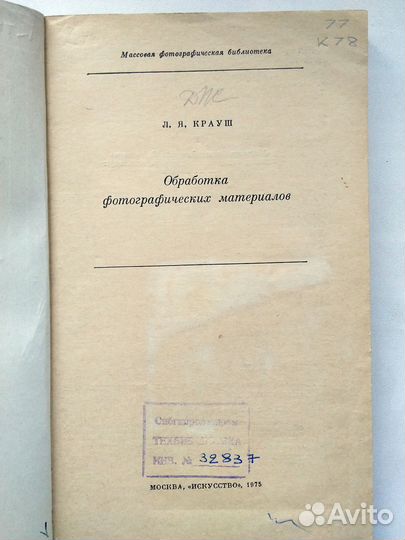 77
К78
Массовая фотографическая библиотека
Л. Я. КРАУШ
Обработка
фотографических материалов
ИНВ. № 32837
МОСКВА, «ИСКУССТВО», 1975
Avito